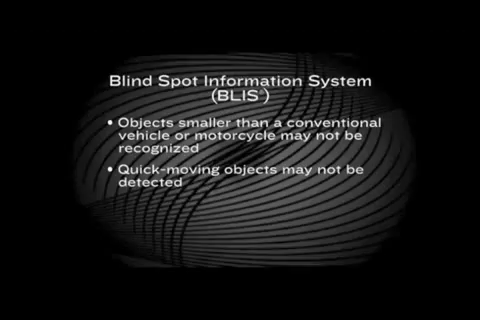 Blind Spot Information System
(BLIS®)
• Objects smaller than a conventional
vehicle or motorcycle may not be
recognized
• Quick-moving objects may not be
detected